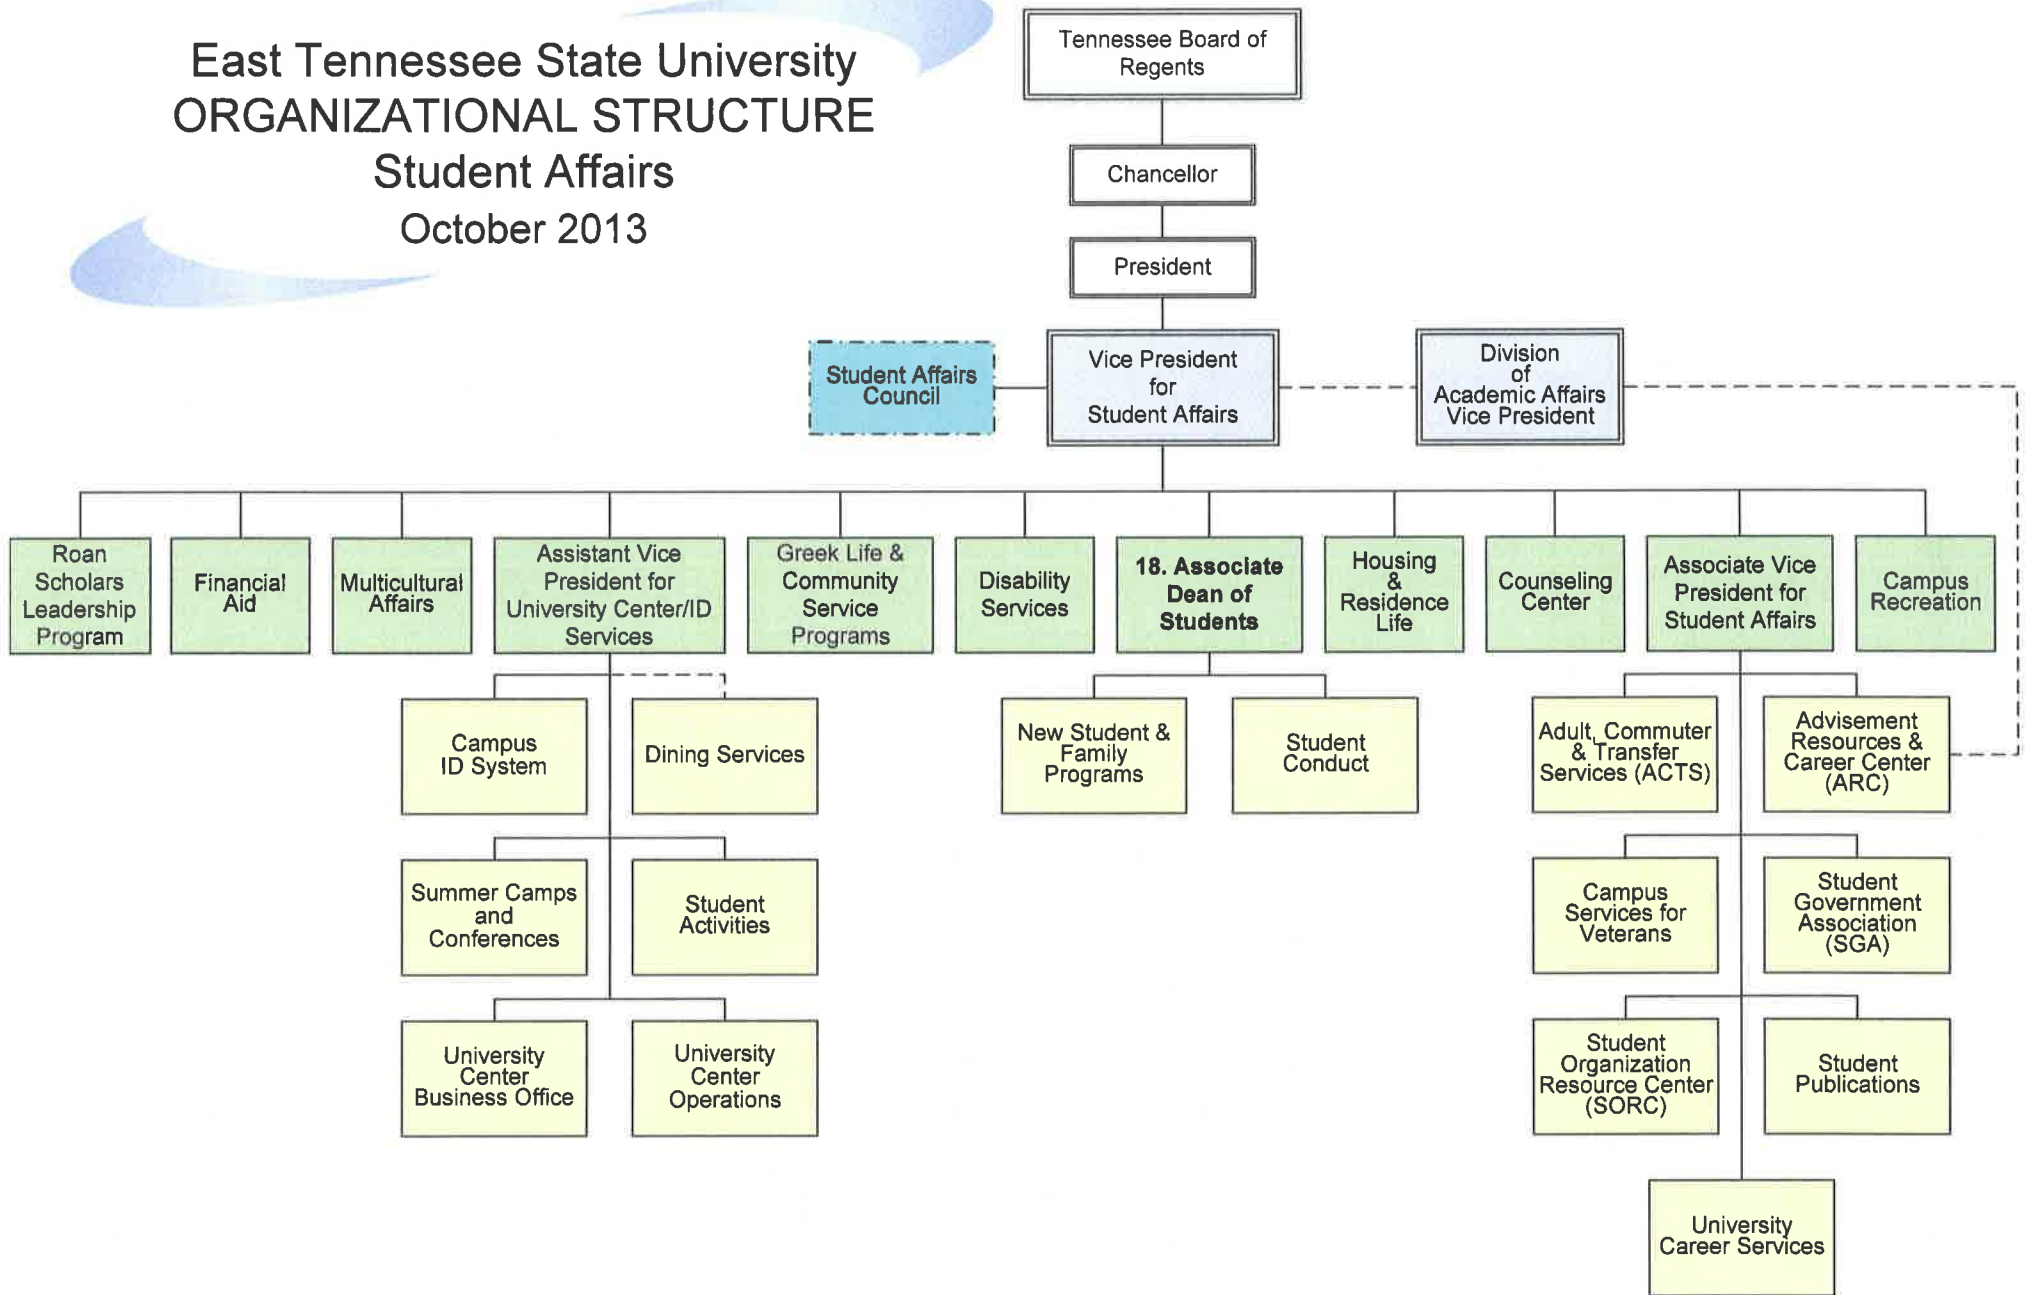 East Tennessee State University
ORGANIZATIONAL STRUCTURE
Student Affairs
October 2013
Tennessee Board of
Regents
Chancellor
President
Student Affairs
Council
Vice President
for
Student Affairs
Division
of
Academic Affairs
Vice President
Roan
Scholars
Leadership
Program
Financial
Aid
Multicultural
Affairs
Assistant Vice
President for
University Center/ID
Services
Greek Life &
Community
Service
Programs
Disability
Services
18. Associate
Dean of
Students
Housing
&
Residence
Life
Counseling
Center
Associate Vice
President for
Student Affairs
Campus
Recreation
Campus
ID System
Dining Services
New Student &
Family
Programs
Student
Conduct
Adult, Commuter
& Transfer
Services (ACTS)
Advisement
Resources &
Career Center
(ARC)
Summer Camps
and
Conferences
Student
Activities
Campus
Services for
Veterans
Student
Government
Association
(SGA)
University
Center
Business Office
University
Center
Operations
Student
Organization
Resource Center
(SORC)
Student
Publications
University
Career Services